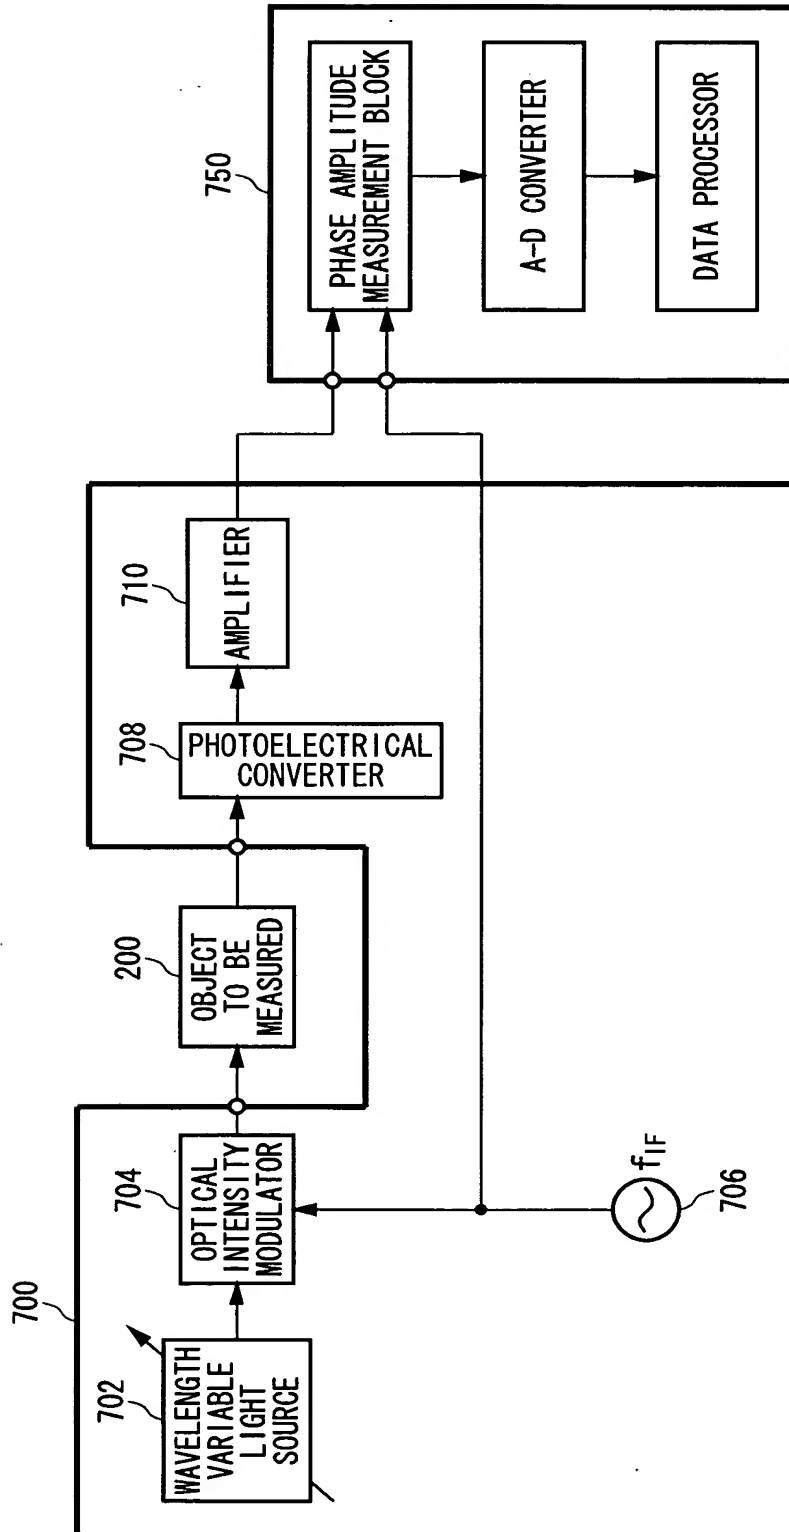 700
702
WAVELENGTH
VARIABLE
LIGHT
SOURCE
704
OPTICAL
INTENSITY
MODULATOR
706
fIF
200
OBJECT
TO BE
MEASURED
708
PHOTOELECTRICAL
CONVERTER
710
AMPLIFIER
750
PHASE AMPLITUDE
MEASUREMENT BLOCK
A-D CONVERTER
DATA PROCESSOR